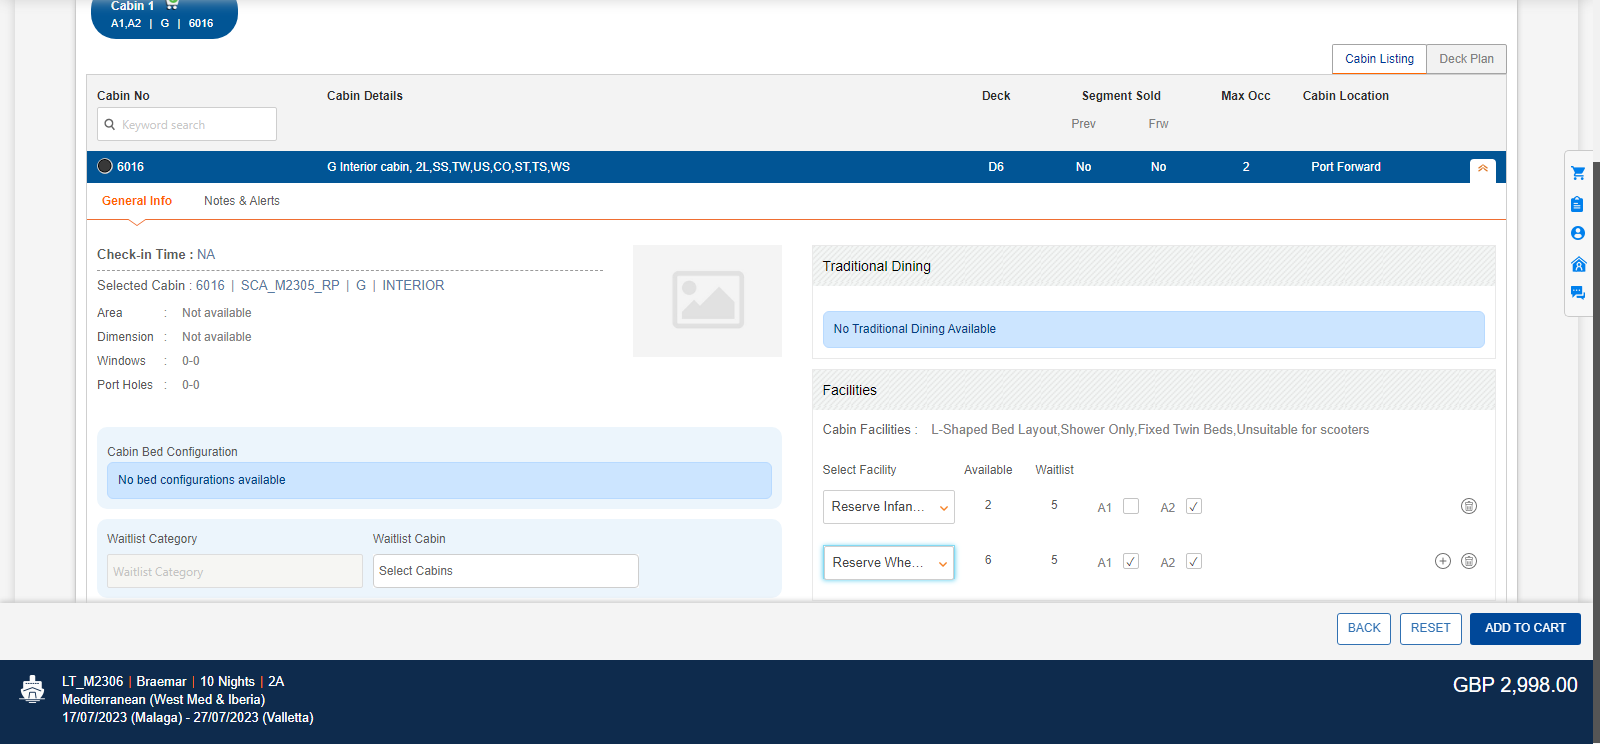 Cabin 1
A1,A2 | G | 6016
Cabin Listing Deck Plan
Cabin No Cabin Details Deck Segment Sold Max Occ Cabin Location
Keyword search Prev Frw
6016 G Interior cabin, 2L,SS,TW,US,CO,ST,TS,WS D6 No No 2 Port Forward
General Info Notes & Alerts
Check-in Time : NA
Selected Cabin : 6016 | SCA_M2305_RP | G | INTERIOR
Area : Not available
Dimension : Not available
Windows : 0-0
Port Holes : 0-0
Cabin Bed Configuration
No bed configurations available
Waitlist Category Waitlist Cabin
Waitlist Category Select Cabins
Traditional Dining
No Traditional Dining Available
Facilities
Cabin Facilities : L-Shaped Bed Layout,Shower Only,Fixed Twin Beds,Unsuitable for scooters
Select Facility Available Waitlist
Reserve Infan... 2 5 A1 A2
Reserve Whe... 6 5 A1 A2
BACK RESET ADD TO CART
LT_M2306 | Braemar | 10 Nights | 2A
Mediterranean (West Med & Iberia)
17/07/2023 (Malaga) - 27/07/2023 (Valletta)
GBP 2,998.00